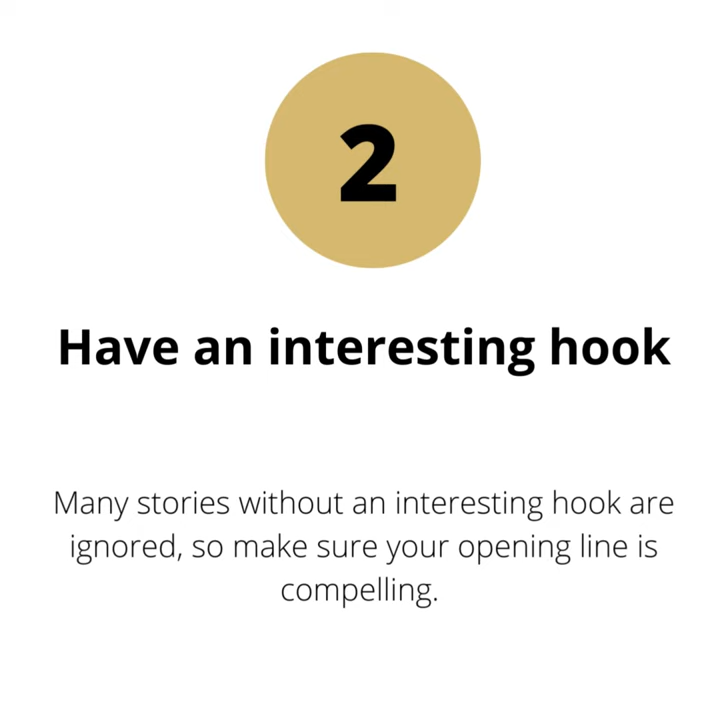 2
Have an interesting hook
Many stories without an interesting hook are
ignored, so make sure your opening line is
compelling.